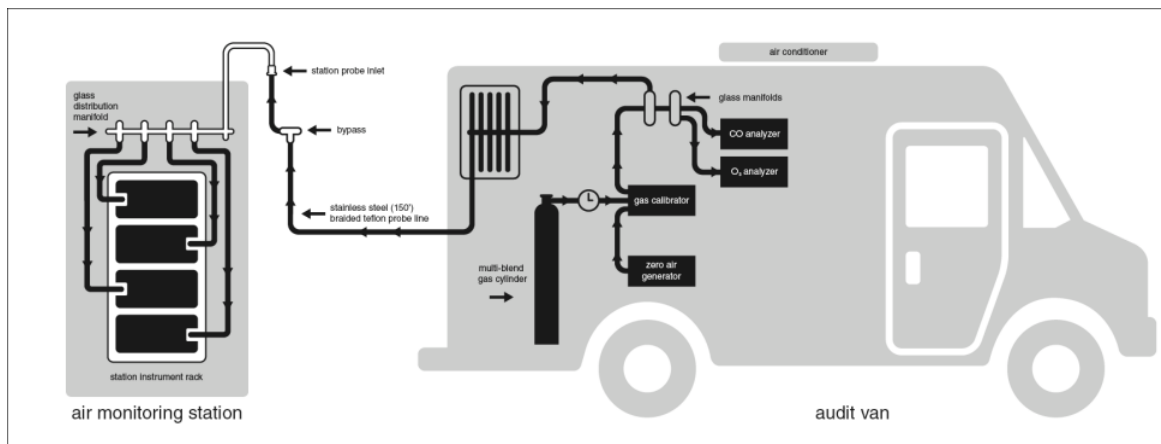 air conditioner
station probe inlet
glass
distribution
manifold
glass manifolds
bypass
CO analyzer
O₃ analyzer
stainless steel (150')
braided teflon probe line
gas calibrator
multi-blend
gas cylinder
zero air
generator
station instrument rack
air monitoring station
audit van